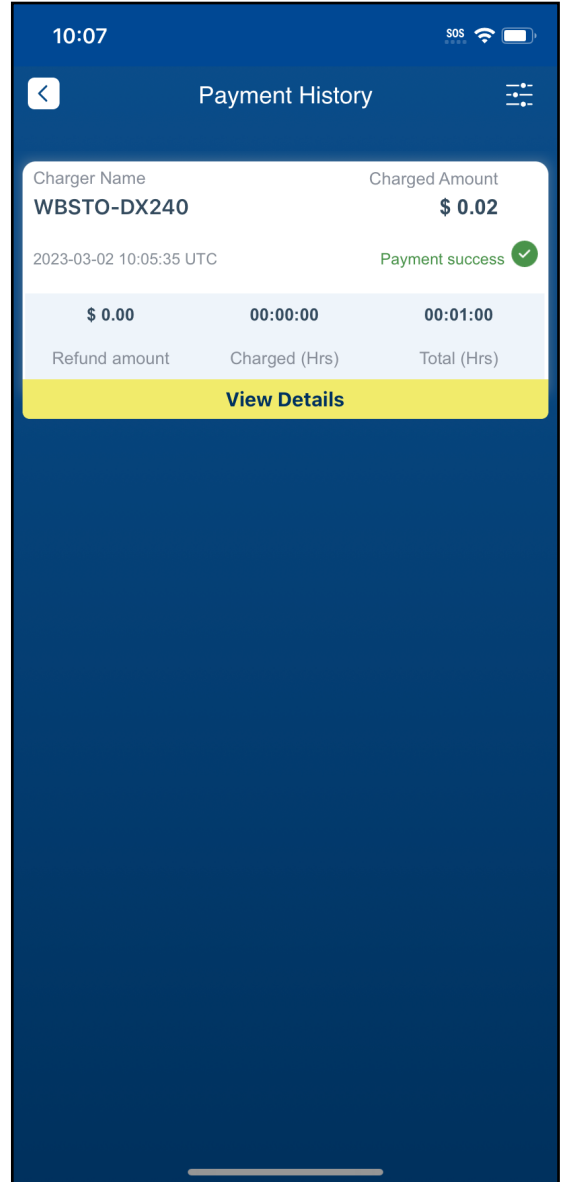 10:07 SOS
Payment History
Charger Name Charged Amount
WBSTO-DX240 $ 0.02
2023-03-02 10:05:35 UTC Payment success
$ 0.00 00:00:00 00:01:00
Refund amount Charged (Hrs) Total (Hrs)
View Details